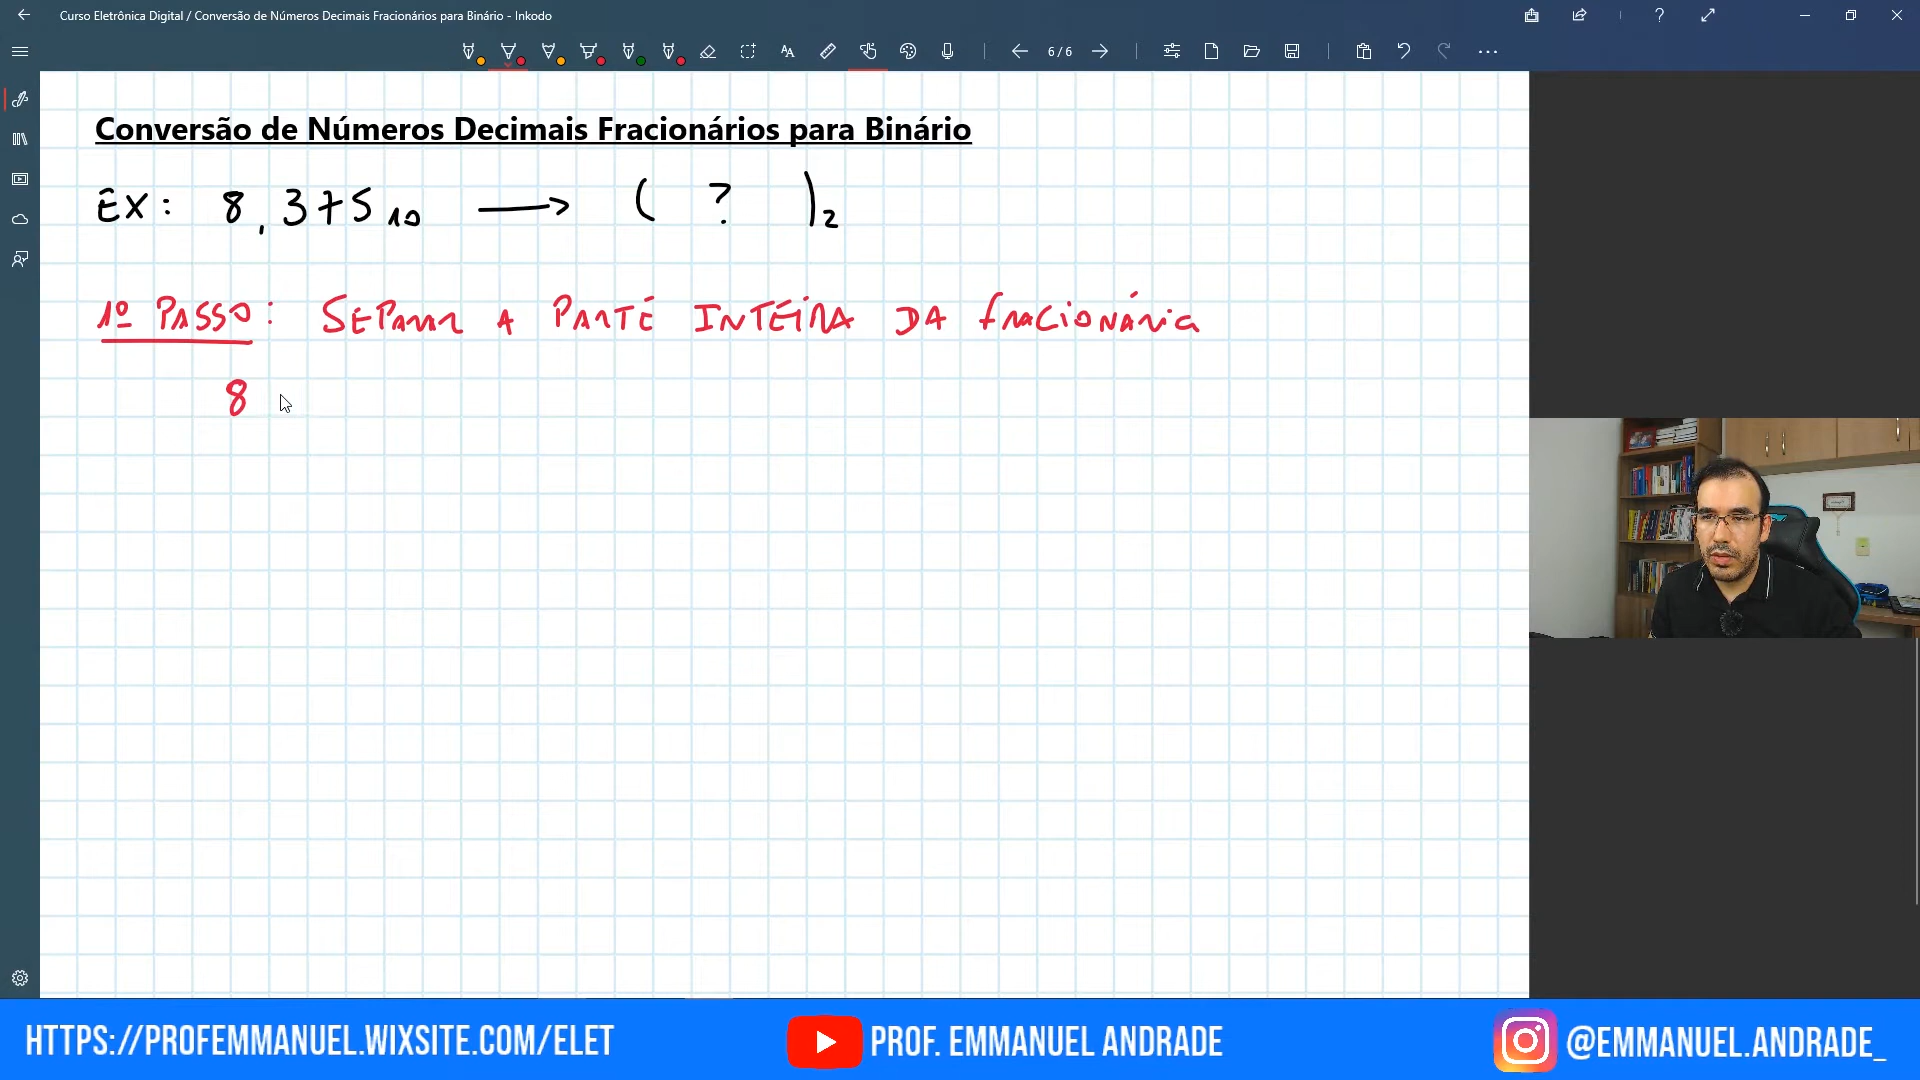 Curso Eletrônica Digital / Conversão de Números Decimais Fracionários para Binário - Inkodo
6/6
Conversão de Números Decimais Fracionários para Binário
EX: 8,375 10 → ( ? )2
1º PASSO: SEPARAR A PARTE INTEIRA DA fRACIONÁRIA
8
HTTPS://PROFEMMANUEL.WIXSITE.COM/ELET
PROF. EMMANUEL ANDRADE
@EMMANUEL.ANDRADE_